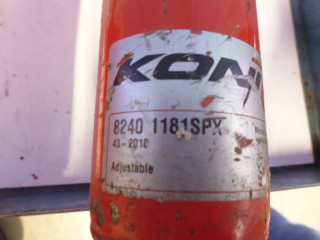 KONI
8240 1181SPX
43-2010
Adjustable